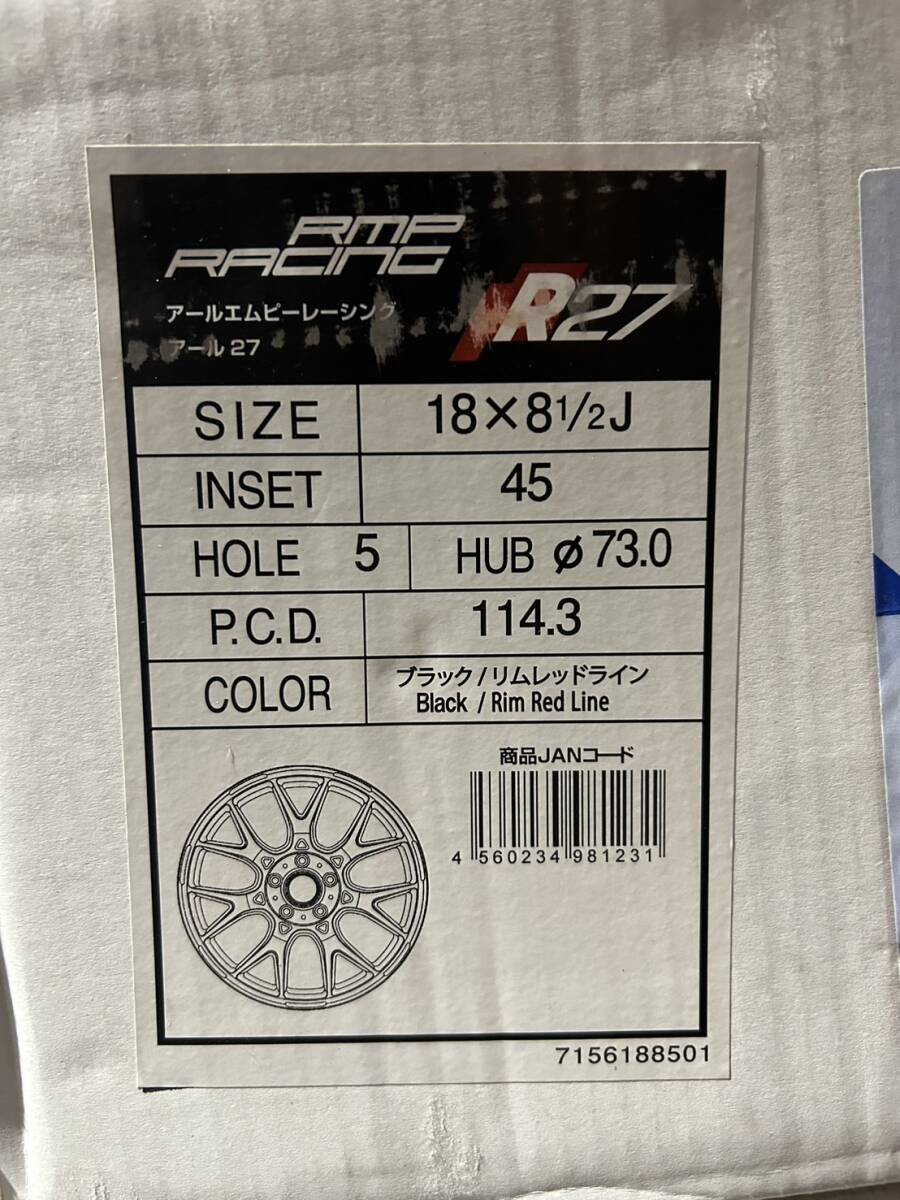 RMP
RACING
アールエムピーレーシング
アール 27
R27
SIZE 18×8 1/2J
INSET 45
HOLE 5 HUB ø73.0
P.C.D. 114.3
COLOR ブラック/リムレッドライン
Black / Rim Red Line
商品JANコード
4 560234 981231
7156188501